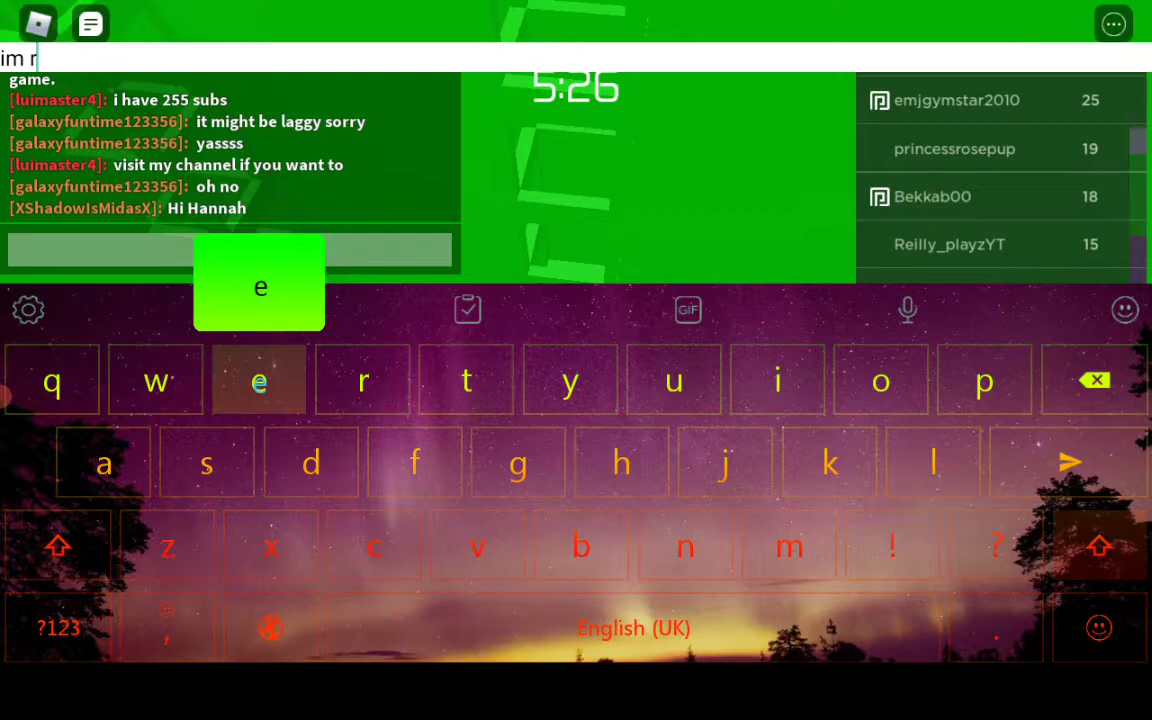 im r
game.
[luimaster4]: i have 255 subs
[galaxyfuntime123356]: it might be laggy sorry
[galaxyfuntime123356]: yassss
[luimaster4]: visit my channel if you want to
[galaxyfuntime123356]: oh no
[XShadowIsMidasX]: Hi Hannah
5:26
emjgymstar2010 25
princessrosepup 19
Bekkab00 18
Reilly_playzYT 15
e
GIF
q w e r t y u i o p
a s d f g h j k l
z x c v b n m ! ?
?123 , English (UK) .